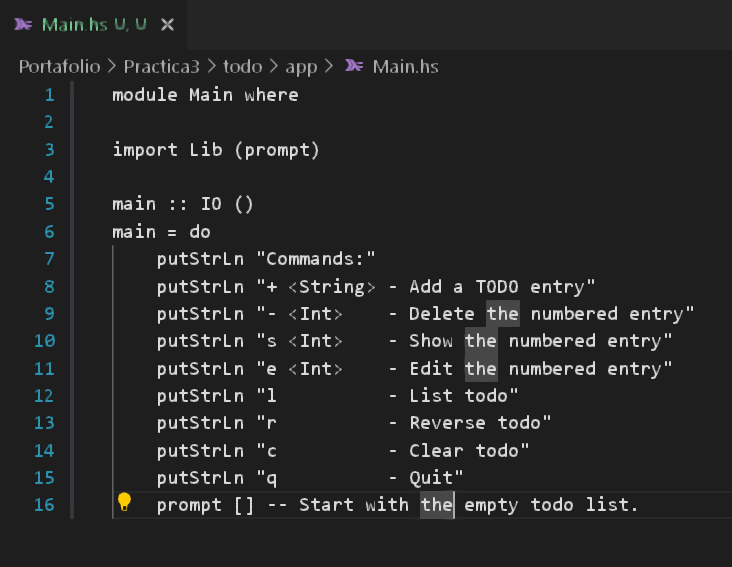 Main.hs U, U
Portafolio > Practica3 > todo > app > Main.hs
1 module Main where
2
3 import Lib (prompt)
4
5 main :: IO ()
6 main = do
7 putStrLn "Commands:"
8 putStrLn "+ <String> - Add a TODO entry"
9 putStrLn "- <Int>    - Delete the numbered entry"
10 putStrLn "s <Int>    - Show the numbered entry"
11 putStrLn "e <Int>    - Edit the numbered entry"
12 putStrLn "l          - List todo"
13 putStrLn "r          - Reverse todo"
14 putStrLn "c          - Clear todo"
15 putStrLn "q          - Quit"
16 prompt [] -- Start with the empty todo list.